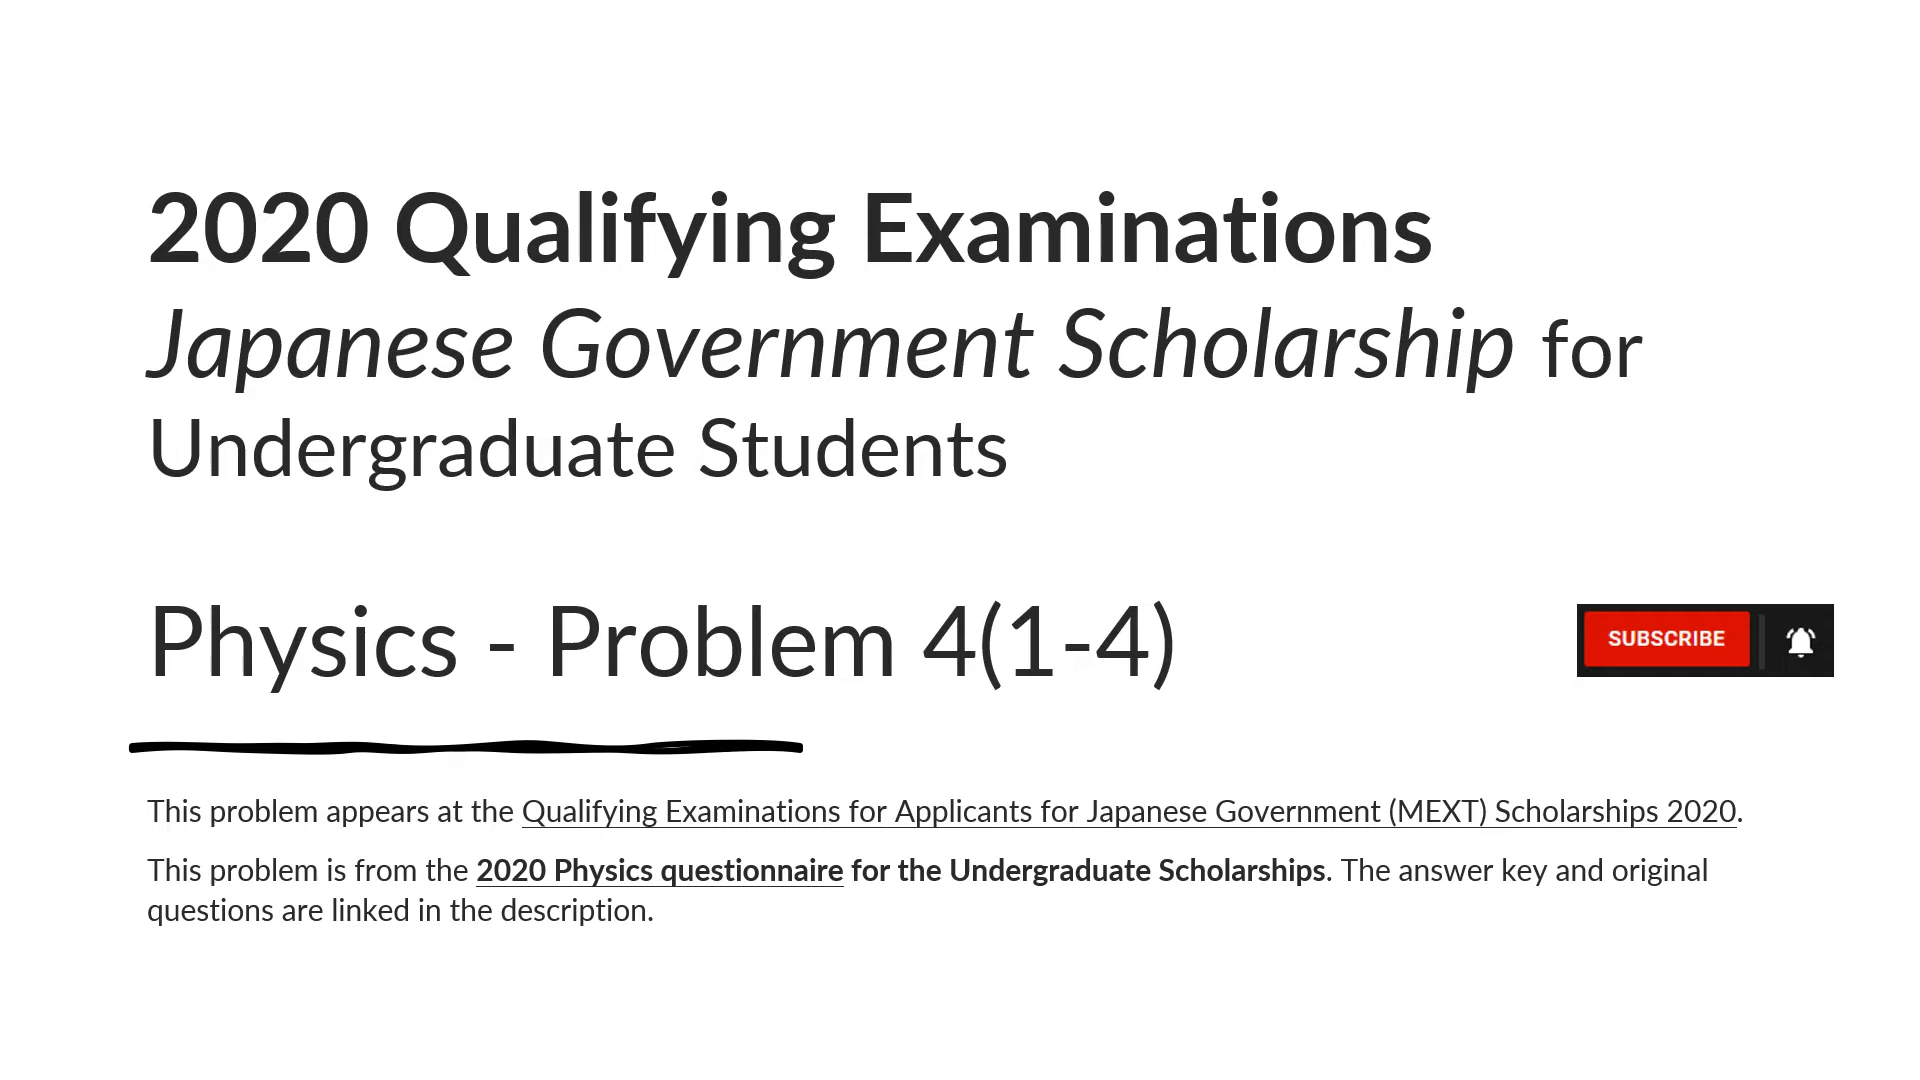 2020 Qualifying Examinations
Japanese Government Scholarship for
Undergraduate Students
Physics - Problem 4(1-4)
SUBSCRIBE
This problem appears at the Qualifying Examinations for Applicants for Japanese Government (MEXT) Scholarships 2020.
This problem is from the 2020 Physics questionnaire for the Undergraduate Scholarships. The answer key and original
questions are linked in the description.